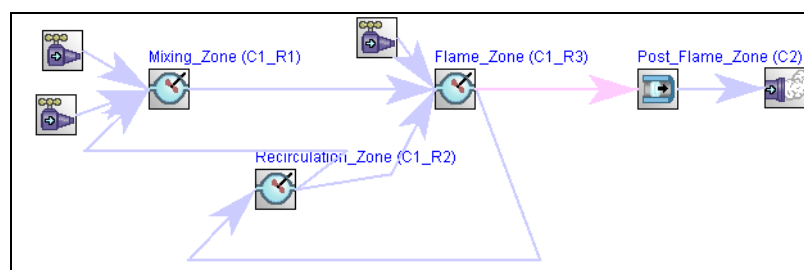 Mixing_Zone (C1_R1)
Flame_Zone (C1_R3)
Post_Flame_Zone (C2)
Recirculation_Zone (C1_R2)